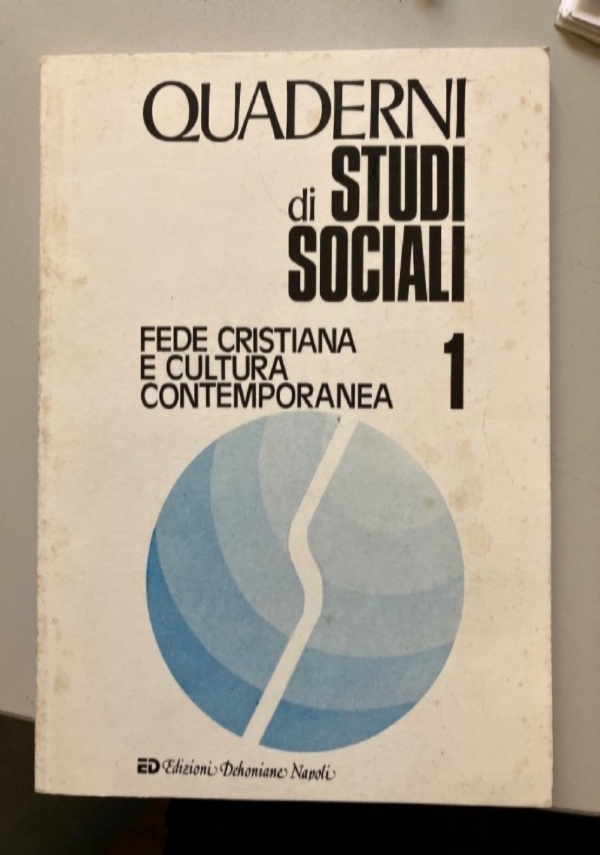 QUADERNI
di STUDI
SOCIALI
FEDE CRISTIANA
E CULTURA
CONTEMPORANEA
1
ED Edizioni Dehoniane Napoli